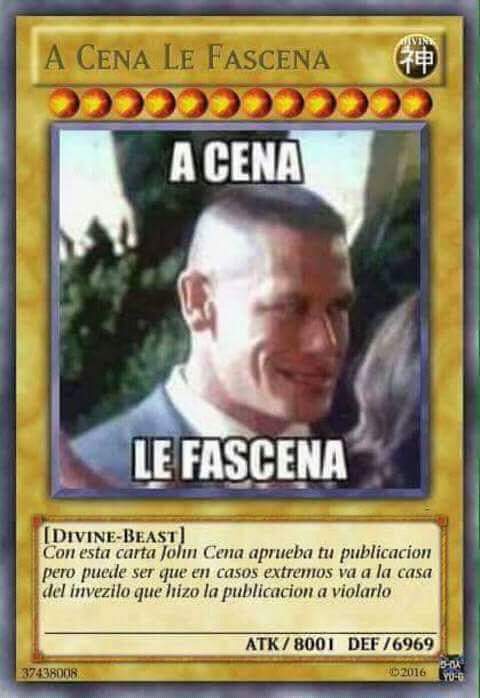 A Cena Le Fascena
DIVINE
神
A CENA
LE FASCENA
[Divine-Beast]
Con esta carta John Cena aprueba tu publicacion
pero puede ser que en casos extremos va a la casa
del invezilo que hizo la publicacion a violarlo
ATK/8001 DEF/6969
37438008
©2016